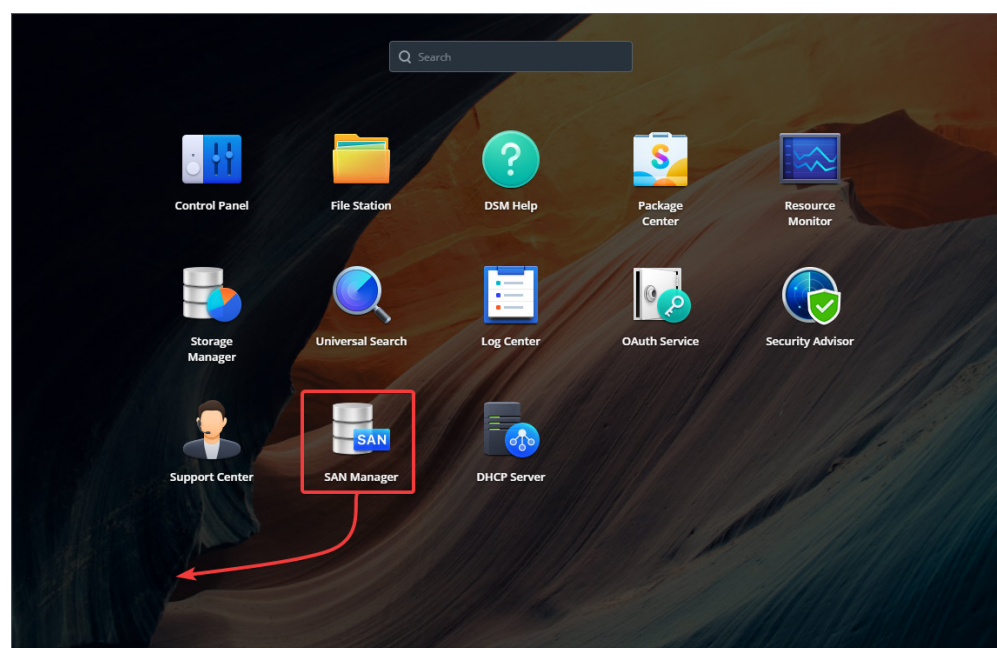 Search
Control Panel
File Station
DSM Help
Package
Center
Resource
Monitor
Storage
Manager
Universal Search
Log Center
OAuth Service
Security Advisor
Support Center
SAN
SAN Manager
DHCP Server